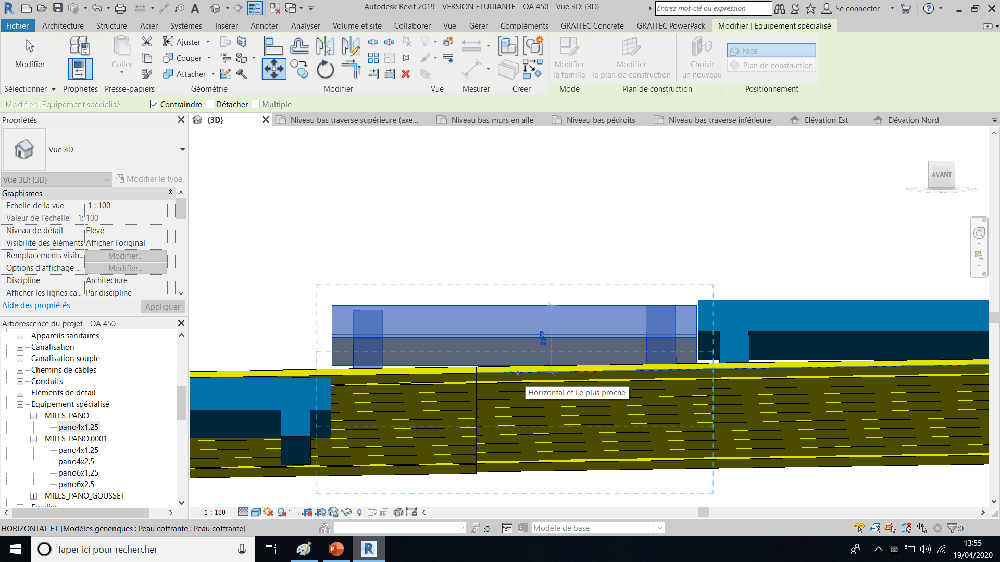 Autodesk Revit 2019 - VERSION ETUDIANTE - OA 450 - Vue 3D: {3D}
Entrez mot-clé ou expression
Se connecter
Fichier Architecture Structure Acier Systèmes Insérer Annoter Analyser Volume et site Collaborer Vue Gérer Compléments GRAITEC Concrete GRAITEC PowerPack Modifier | Equipement spécialisé
Modifier
Coller
Ajuster
Couper
Attacher
Modifier la famille
Modifier le plan de construction
Choisir un nouveau
Face
Plan de construction
Sélectionner Propriétés Presse-papiers Géométrie Modifier Vue Mesurer Créer Mode Plan de construction Positionnement
Modifier | Equipement spécialisé Contraindre Détacher Multiple
Propriétés
{3D} Niveau bas traverse supérieure (axe... Niveau bas murs en aile Niveau bas pédroits Niveau bas traverse inférieure Elévation Est Elévation Nord
Vue 3D
Vue 3D: {3D} Modifier le type
Graphismes
Echelle de la vue 1 : 100
Valeur de l'échelle 1: 100
Niveau de détail Elevé
Visibilité des éléments Afficher l'original
Remplacements visib... Modifier...
Options d'affichage ... Modifier...
Discipline Architecture
Afficher les lignes ca... Par discipline
Aide des propriétés Appliquer
Arborescence du projet - OA 450
Appareils sanitaires
Canalisation
Canalisation souple
Chemins de câbles
Conduits
Eléments de détail
Equipement spécialisé
MILLS_PANO
pano4x1.25
MILLS_PANO.0001
pano4x1.25
pano4x2.5
pano6x1.25
pano6x2.5
MILLS_PANO_GOUSSET
Escalier
AVANT
2273
Horizontal et Le plus proche
1 : 100
HORIZONTAL ET [Modèles génériques : Peau coffrante : Peau coffrante]
:0
Modèle de base
:0
Taper ici pour rechercher
SSD
13:55
19/04/2020